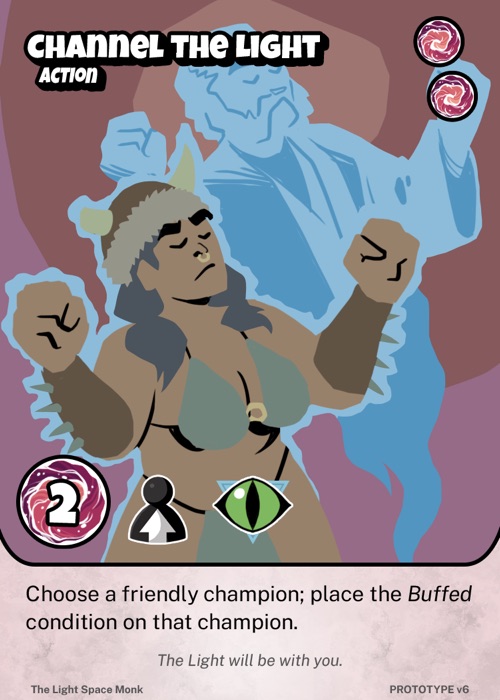 Channel the Light
Action
2
Choose a friendly champion; place the Buffed
condition on that champion.
The Light will be with you.
The Light Space Monk
PROTOTYPE v6